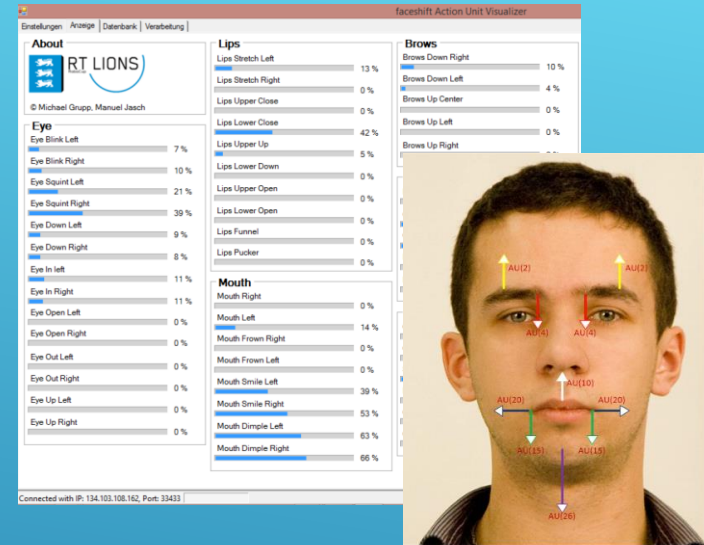 faceshift Action Unit Visualizer
Einstellungen Anzeige Datenbank Verarbeitung
About
RT LIONS
© Michael Grupp, Manuel Jasch
Eye
Eye Blink Left
7 %
Eye Blink Right
10 %
Eye Squint Left
21 %
Eye Squint Right
39 %
Eye Down Left
9 %
Eye Down Right
8 %
Eye In left
11 %
Eye In Right
11 %
Eye Open Left
0 %
Eye Open Right
0 %
Eye Out Left
0 %
Eye Out Right
0 %
Eye Up Left
0 %
Eye Up Right
0 %
Lips
Lips Stretch Left
13 %
Lips Stretch Right
0 %
Lips Upper Close
0 %
Lips Lower Close
42 %
Lips Upper Up
5 %
Lips Lower Down
0 %
Lips Upper Open
0 %
Lips Lower Open
0 %
Lips Funnel
0 %
Lips Pucker
0 %
Mouth
Mouth Right
0 %
Mouth Left
14 %
Mouth Frown Right
0 %
Mouth Frown Left
0 %
Mouth Smile Left
39 %
Mouth Smile Right
53 %
Mouth Dimple Left
63 %
Mouth Dimple Right
66 %
Brows
Brows Down Right
10 %
Brows Down Left
4 %
Brows Up Center
0 %
Brows Up Left
0 %
Brows Up Right
Connected with IP: 134.103.108.162, Port: 33433
AU(2) AU(2)
AU(4) AU(4)
AU(10)
AU(20) AU(20)
AU(15) AU(15)
AU(26)